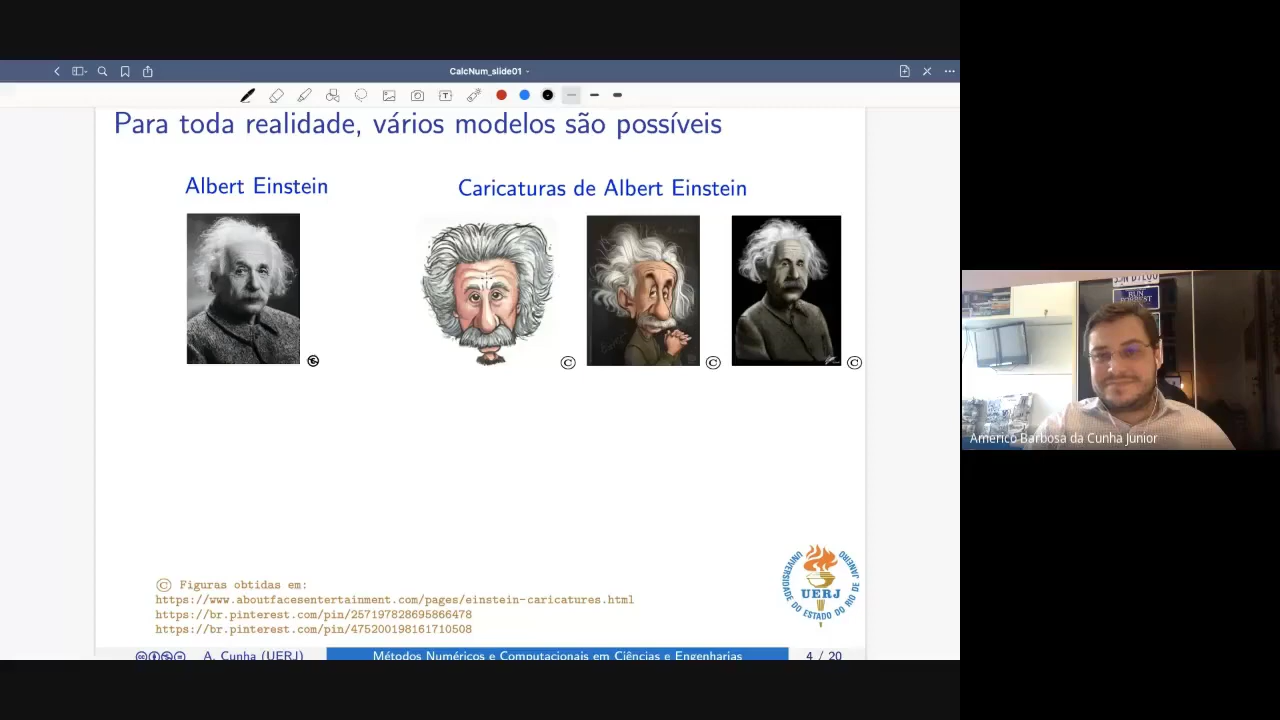 CalcNum_slide01
Para toda realidade, vários modelos são possíveis
Albert Einstein
Caricaturas de Albert Einstein
©
©
©
© Figuras obtidas em:
https://www.aboutfacesentertainment.com/pages/einstein-caricatures.html
https://br.pinterest.com/pin/257197828695866478
https://br.pinterest.com/pin/475200198161710508
UERJ
UNIVERSIDADE DO ESTADO DO RIO DE JANEIRO
A. Cunha (UERJ)
Métodos Numéricos e Computacionais em Ciências e Engenharias
4 / 20
RUN
FORREST
Americo Barbosa da Cunha Junior